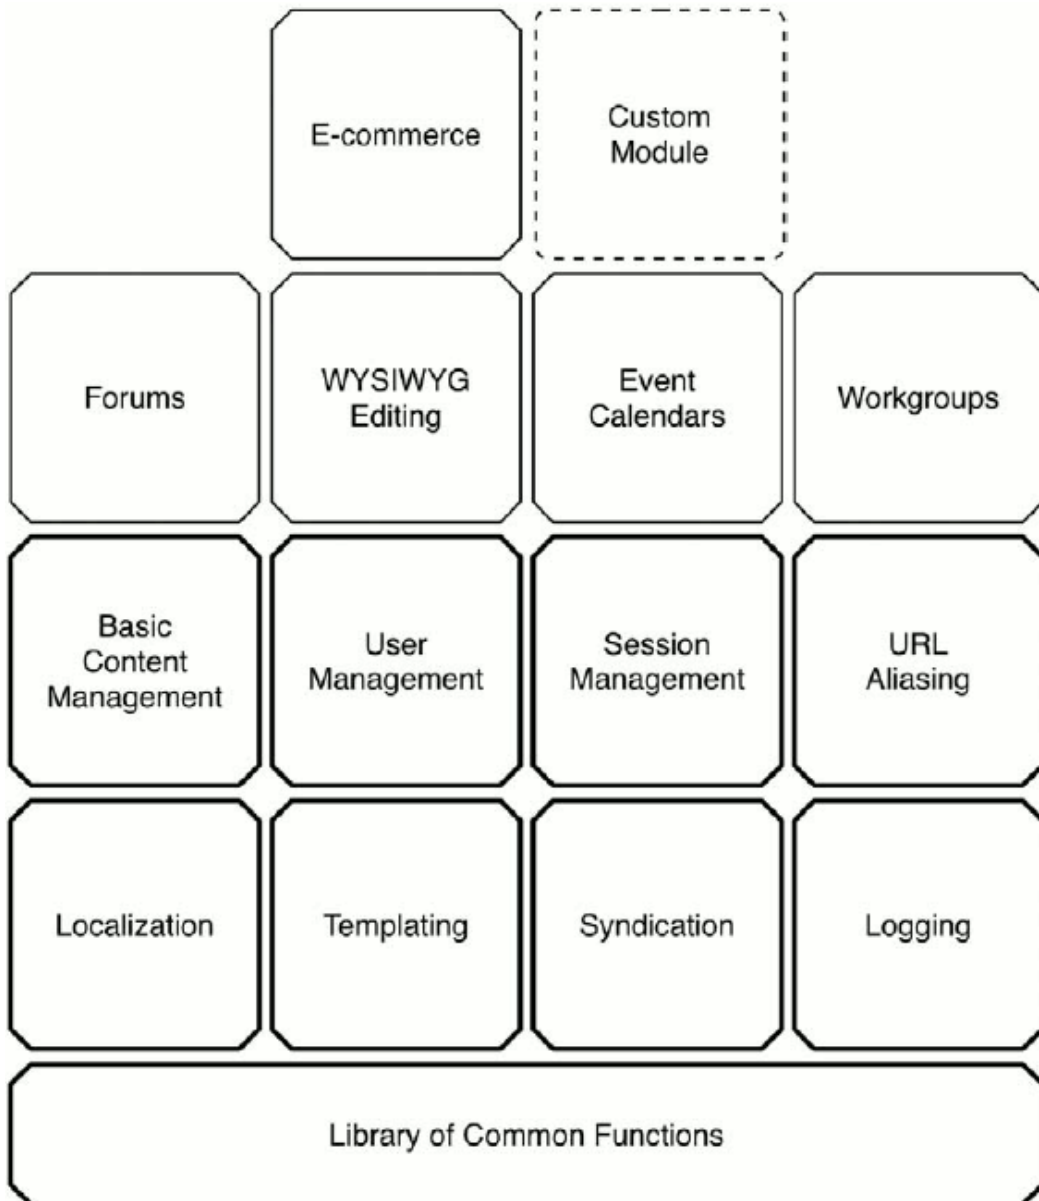 E-commerce
Custom
Module
Forums
WYSIWYG
Editing
Event
Calendars
Workgroups
Basic
Content
Management
User
Management
Session
Management
URL
Aliasing
Localization
Templating
Syndication
Logging
Library of Common Functions